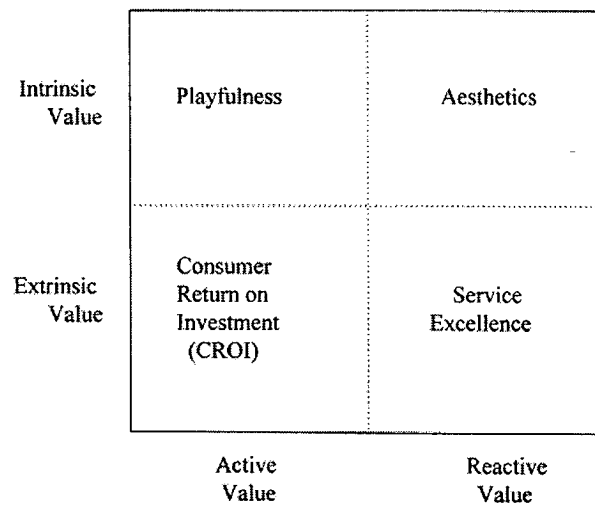 Intrinsic
Value
Playfulness
Aesthetics
Extrinsic
Value
Consumer
Return on
Investment
(CROI)
Service
Excellence
Active
Value
Reactive
Value